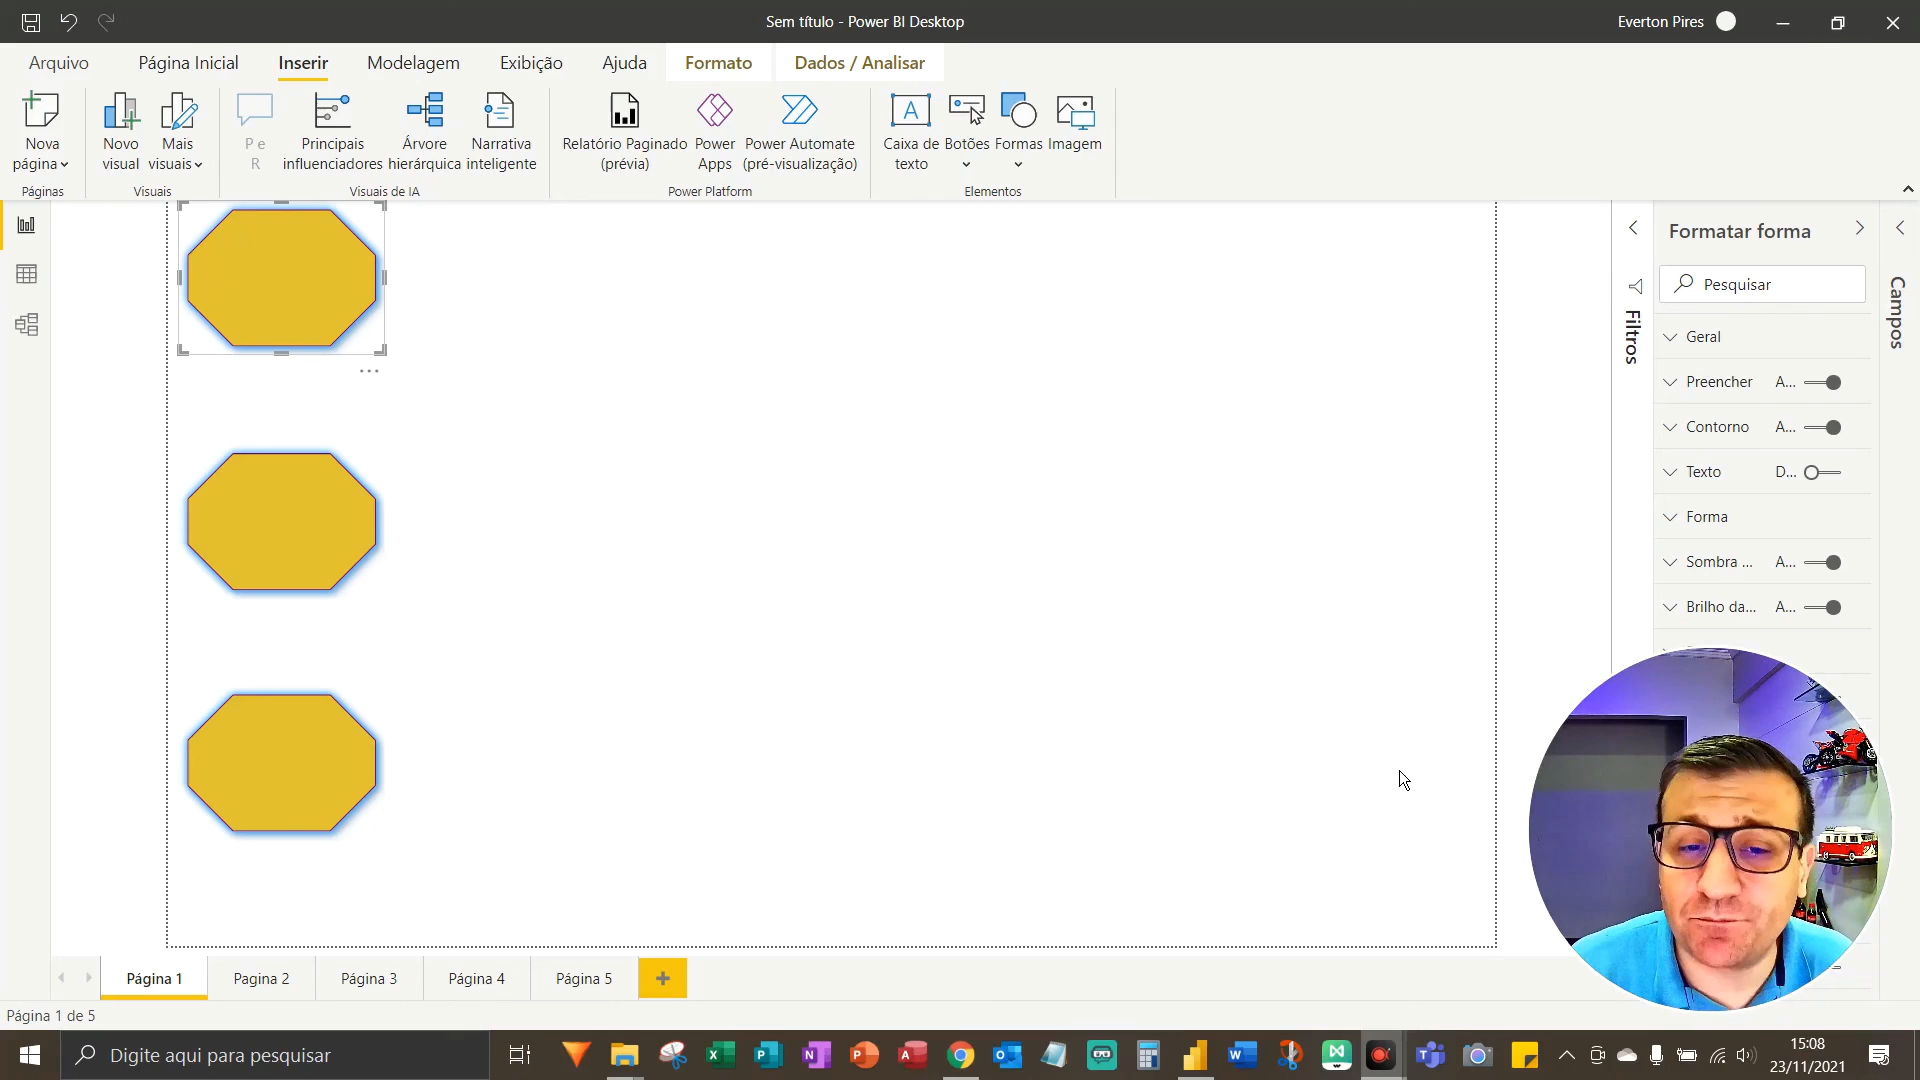 Sem título - Power BI Desktop
Everton Pires
Arquivo
Página Inicial
Inserir
Modelagem
Exibição
Ajuda
Formato
Dados / Analisar
Nova página
Novo visual
Mais visuais
P e R
Principais influenciadores
Árvore hierárquica
Narrativa inteligente
Relatório Paginado (prévia)
Power Apps
Power Automate (pré-visualização)
Caixa de texto
Botões
Formas
Imagem
Páginas
Visuais
Visuais de IA
Power Platform
Elementos
Filtros
Formatar forma
Pesquisar
Geral
Preencher A...
Contorno A...
Texto D...
Forma
Sombra ... A...
Brilho da... A...
Campos
Página 1
Pagina 2
Página 3
Página 4
Página 5
Página 1 de 5
Digite aqui para pesquisar
15:08
23/11/2021